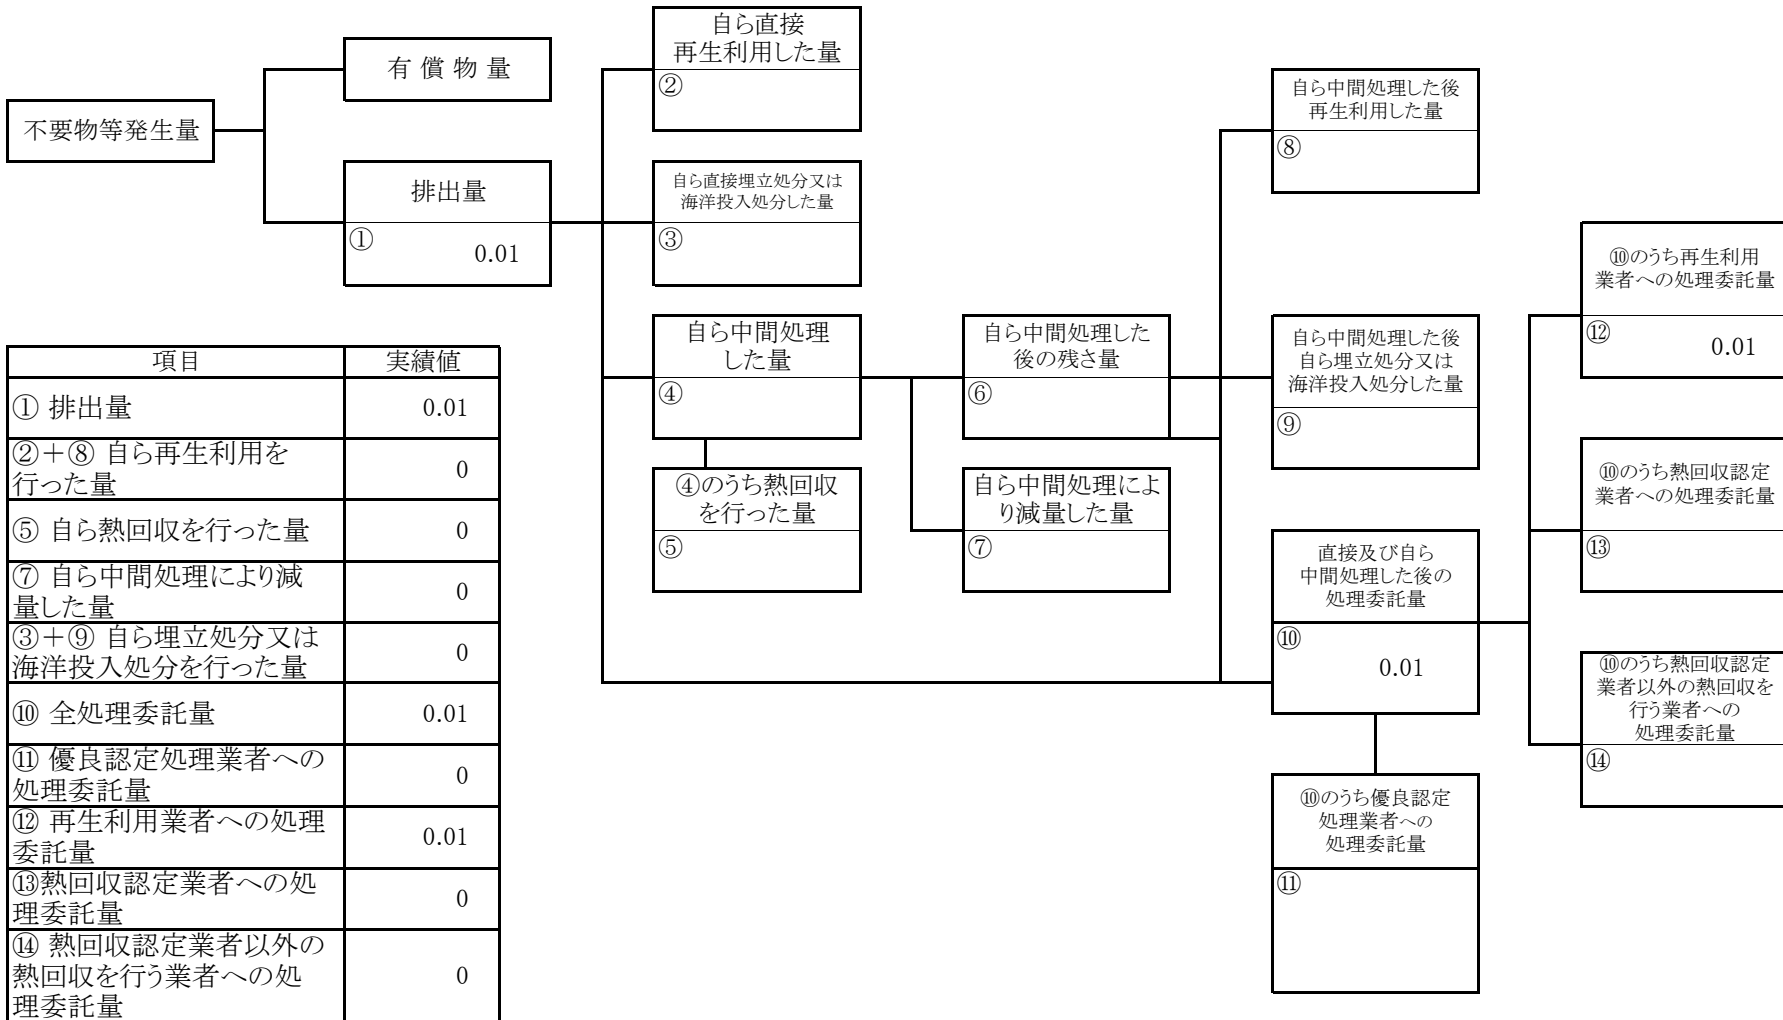 不要物等発生量
有 償 物 量
排出量
①
0.01
自ら直接
再生利用した量
②
自ら直接埋立処分又は
海洋投入処分した量
③
自ら中間処理
した量
④
④のうち熱回収
を行った量
⑤
自ら中間処理した
後の残さ量
⑥
自ら中間処理によ
り減量した量
⑦
自ら中間処理した後
再生利用した量
⑧
自ら中間処理した後
自ら埋立処分又は
海洋投入処分した量
⑨
直接及び自ら
中間処理した後の
処理委託量
⑩
0.01
⑩のうち優良認定
処理業者への
処理委託量
⑪
⑩のうち再生利用
業者への処理委託量
⑫
0.01
⑩のうち熱回収認定
業者への処理委託量
⑬
⑩のうち熱回収認定
業者以外の熱回収を
行う業者への
処理委託量
⑭
項目 実績値
① 排出量 0.01
②+⑧ 自ら再生利用を
行った量 0
⑤ 自ら熱回収を行った量 0
⑦ 自ら中間処理により減
量した量 0
③+⑨ 自ら埋立処分又は
海洋投入処分を行った量 0
⑩ 全処理委託量 0.01
⑪ 優良認定処理業者への
処理委託量 0
⑫ 再生利用業者への処理
委託量 0.01
⑬熱回収認定業者への処
理委託量 0
⑭ 熱回収認定業者以外の
熱回収を行う業者への処
理委託量 0